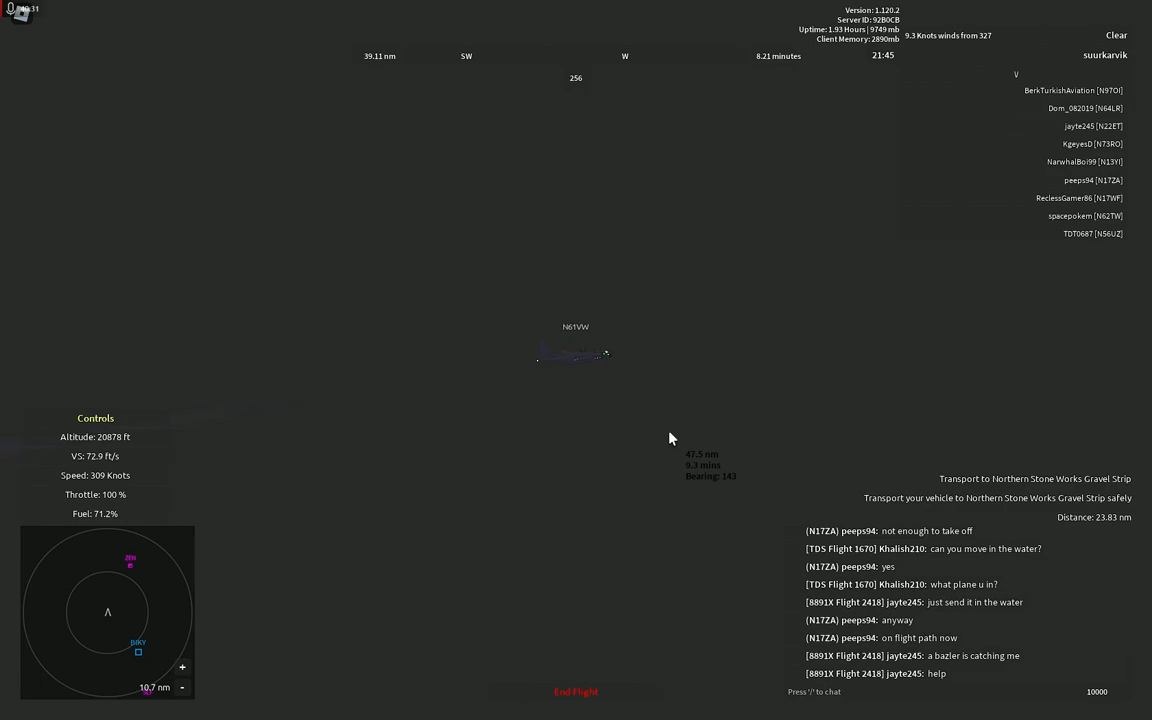 Version: 1.120.2
Server ID: 92B0CB
Uptime: 1.93 Hours | 9749 mb
Client Memory: 2890mb
9.3 Knots winds from 327
Clear
39.11 nm
SW
W
8.21 minutes
21:45
suurkarvik
256
V
BerkTurkishAviation [N97OI]
Dom_082019 [N64LR]
jayte245 [N22ET]
KgeyesD [N73RO]
NarwhalBoi99 [N13YI]
peeps94 [N17ZA]
ReclessGamer86 [N17WF]
spacepokem [N62TW]
TDT0687 [N56UZ]
N61VW
Controls
Altitude: 20878 ft
VS: 72.9 ft/s
Speed: 309 Knots
Throttle: 100 %
Fuel: 71.2%
47.5 nm
9.3 mins
Bearing: 143
Transport to Northern Stone Works Gravel Strip
Transport your vehicle to Northern Stone Works Gravel Strip safely
Distance: 23.83 nm
(N17ZA) peeps94: not enough to take off
[TDS Flight 1670] Khalish210: can you move in the water?
(N17ZA) peeps94: yes
[TDS Flight 1670] Khalish210: what plane u in?
[8891X Flight 2418] jayte245: just send it in the water
(N17ZA) peeps94: anyway
(N17ZA) peeps94: on flight path now
[8891X Flight 2418] jayte245: a bazler is catching me
[8891X Flight 2418] jayte245: help
ZEN
+
10.7 nm
-
End Flight
Press '/' to chat
10000